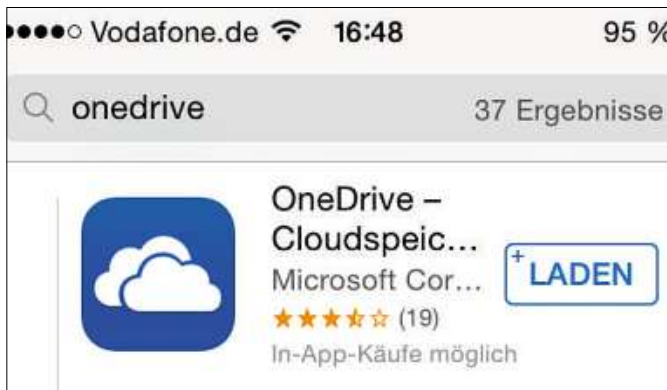 Vodafone.de 16:48 95 %
onedrive 37 Ergebnisse
OneDrive –
Cloudspeic...
Microsoft Cor...
(19)
In-App-Käufe möglich
+ LADEN